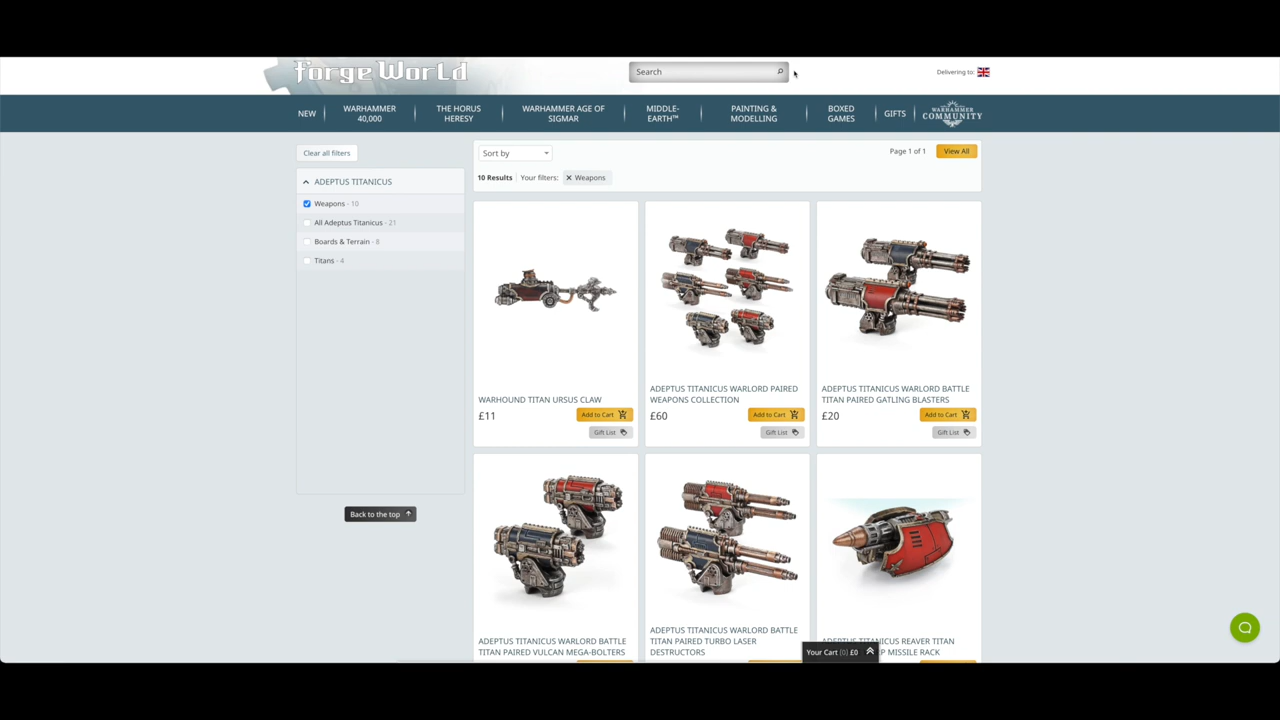 forgeWorld
Search
Delivering to:
NEW
WARHAMMER
40,000
THE HORUS
HERESY
WARHAMMER AGE OF
SIGMAR
MIDDLE-
EARTH™
PAINTING &
MODELLING
BOXED
GAMES
GIFTS
WARHAMMER
COMMUNITY
Clear all filters
ADEPTUS TITANICUS
Weapons - 10
All Adeptus Titanicus - 21
Boards & Terrain - 8
Titans - 4
Back to the top
Sort by
Page 1 of 1
View All
10 Results
Your filters:
Weapons
WARHOUND TITAN URSUS CLAW
£11
Add to Cart
Gift List
ADEPTUS TITANICUS WARLORD PAIRED
WEAPONS COLLECTION
£60
Add to Cart
Gift List
ADEPTUS TITANICUS WARLORD BATTLE
TITAN PAIRED GATLING BLASTERS
£20
Add to Cart
Gift List
ADEPTUS TITANICUS WARLORD BATTLE
TITAN PAIRED VULCAN MEGA-BOLTERS
ADEPTUS TITANICUS WARLORD BATTLE
TITAN PAIRED TURBO LASER
DESTRUCTORS
ADEPTUS TITANICUS REAVER TITAN
MISSILE RACK
Your Cart (0) £0